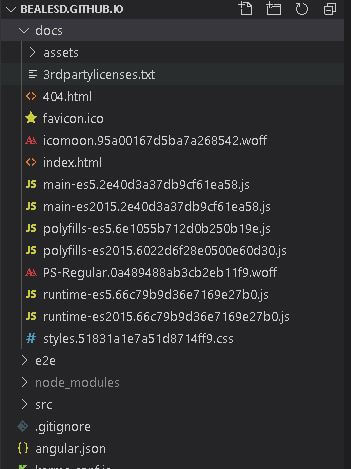 BEALESD.GITHUB.IO
docs
assets
3rdpartylicenses.txt
404.html
favicon.ico
icomoon.95a00167d5ba7a268542.woff
index.html
JS main-es5.2e40d3a37db9cf61ea58.js
JS main-es2015.2e40d3a37db9cf61ea58.js
JS polyfills-es5.6e1055b712d0b250b19e.js
JS polyfills-es2015.6022d6f28e0500e60d30.js
PS-Regular.0a489488ab3cb2eb11f9.woff
JS runtime-es5.66c79b9d36e7169e27b0.js
JS runtime-es2015.66c79b9d36e7169e27b0.js
# styles.51831a1e7a51d8714ff9.css
e2e
node_modules
src
.gitignore
{} angular.json
karma.conf.js